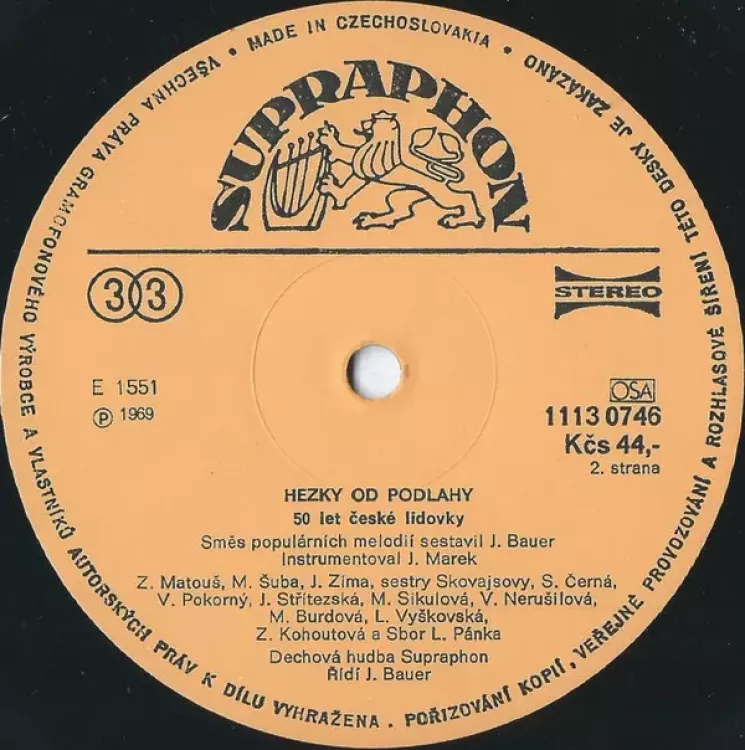 MADE IN CZECHOSLOVAKIA •
VŠECHNA PRÁVA GRAMOFONOVÉHO VÝROBCE A VLASTNÍKŮ AUTORSKÝCH PRÁV K DÍLU VYHRAŽENA. POŘIZOVÁNÍ KOPIÍ, VEŘEJNÉ PROVOZOVÁNÍ A ROZHLASOVÉ ŠÍŘENÍ TÉTO DESKY JE ZAKÁZÁNO •
SUPRAPHON
33
STEREO
E 1551
Ⓟ 1969
OSA
1113 0746
Kčs 44,-
2. strana
HEZKY OD PODLAHY
50 let české lidovky
Směs populárních melodií sestavil J. Bauer
Instrumentoval J. Marek
Z. Matouš, M. Šuba, J. Zíma, sestry Skovajsovy, S. Černá,
V. Pokorný, J. Střítezská, M. Sikulová, V. Nerušilová,
M. Burdová, L. Vyškovská,
Z. Kohoutová a Sbor L. Pánka
Dechová hudba Supraphon
Řídí J. Bauer